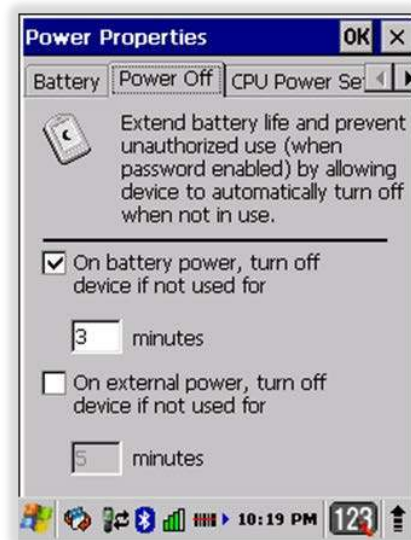 Power Properties OK ×
Battery Power Off CPU Power Se
Extend battery life and prevent
unauthorized use (when
password enabled) by allowing
device to automatically turn off
when not in use.
On battery power, turn off
device if not used for
3 minutes
On external power, turn off
device if not used for
5 minutes
10:19 PM 123